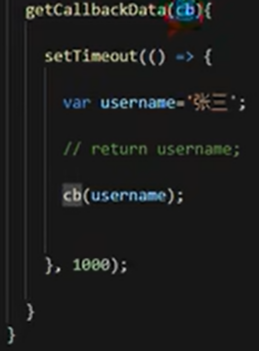 getCallbackData(cb){
setTimeout(() => {
var username='张三';
// return username;
cb(username);
}, 1000);
}
}